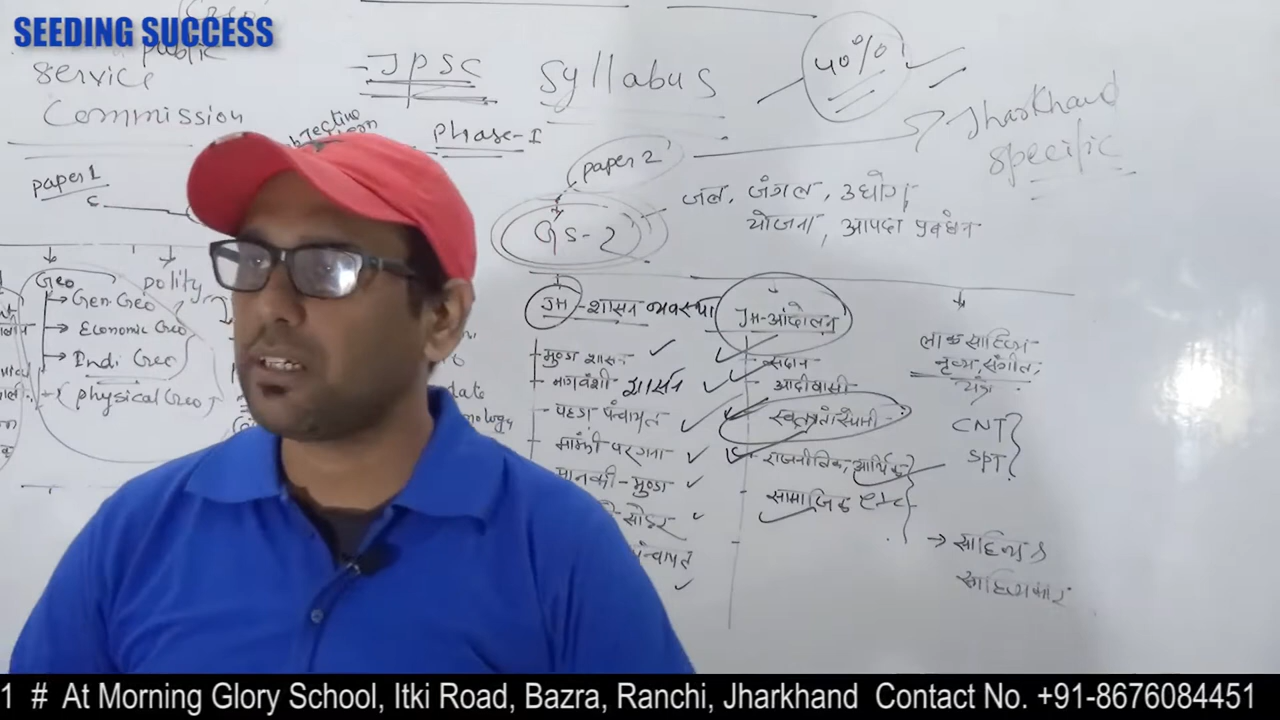 SEEDING SUCCESS
public
Service
Commission
JPSC Syllabus
Phase-I
40%
Jharkhand
specific
paper 1
paper 2
GS-2
जल, जंगल, उद्योग,
योजना, आपदा प्रबंधन
Geo
Gen Geo
Economic Geo
Indi Geo
(physical Geo)
polity
JH-शासन व्यवस्था
मुण्डा शासन
नागवंशी शासन
पड़हा पंचायत
मांझी परगना
मानकी-मुण्डा
JH-आंदोलन
सदान
आदीवासी
राजनीतिक, आर्थिक
सामाजिक etc
लोक साहित्य
नृत्य, संगीत,
यंत्र
CNT
SPT
साहित्य &
साहित्यकार
1 # At Morning Glory School, Itki Road, Bazra, Ranchi, Jharkhand Contact No. +91-8676084451